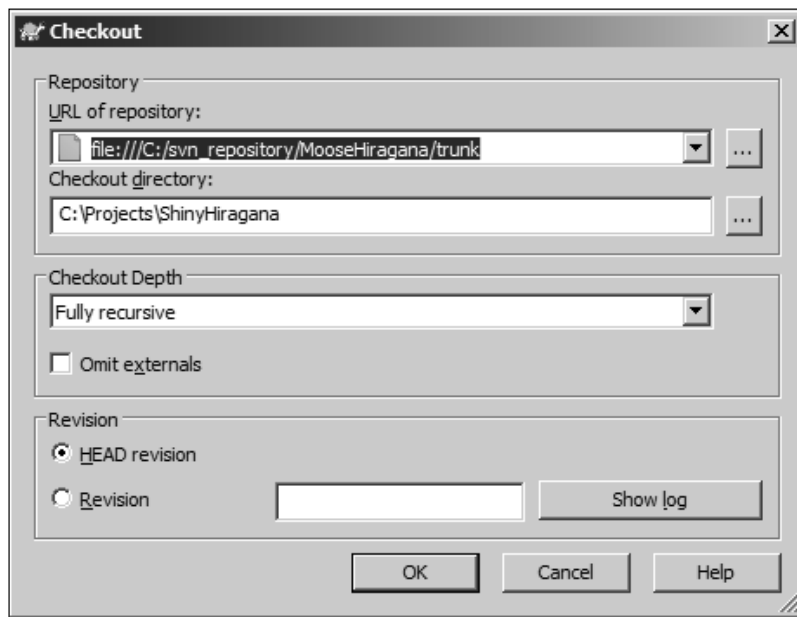 Checkout
Repository
URL of repository:
file:///C:/svn_repository/MooseHiragana/trunk
...
Checkout directory:
C:\Projects\ShinyHiragana
...
Checkout Depth
Fully recursive
Omit externals
Revision
HEAD revision
Revision
Show log
OK Cancel Help